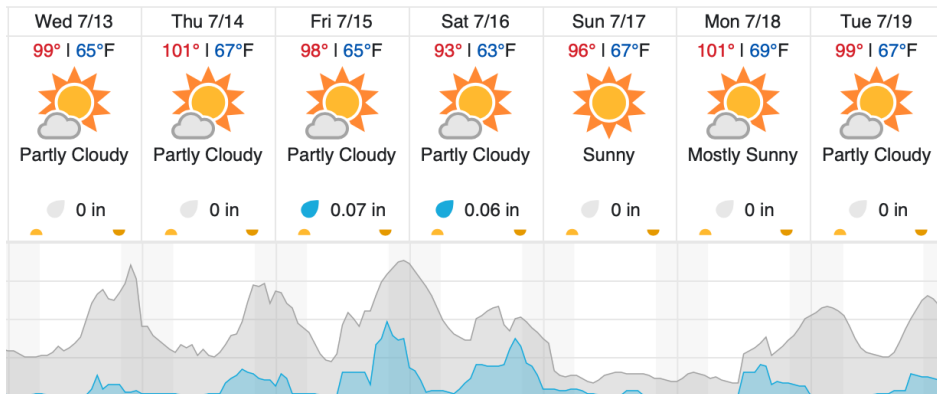 Wed 7/13 Thu 7/14 Fri 7/15 Sat 7/16 Sun 7/17 Mon 7/18 Tue 7/19
99° | 65°F 101° | 67°F 98° | 65°F 93° | 63°F 96° | 67°F 101° | 69°F 99° | 67°F
Partly Cloudy Partly Cloudy Partly Cloudy Partly Cloudy Sunny Mostly Sunny Partly Cloudy
0 in 0 in 0.07 in 0.06 in 0 in 0 in 0 in